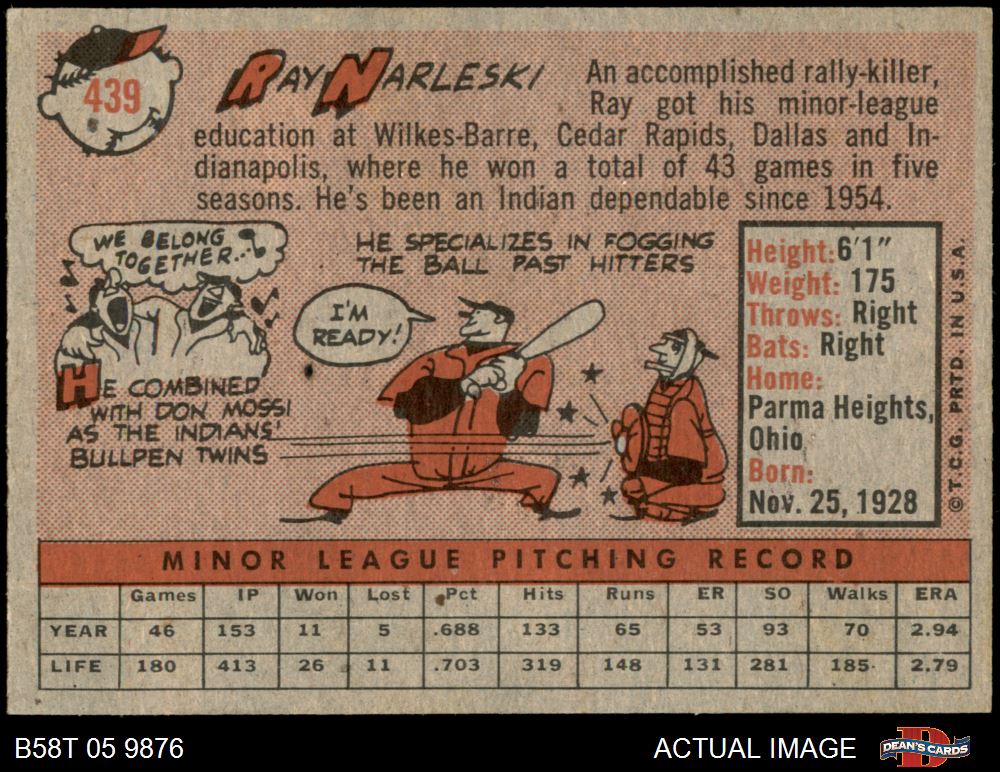 439
RAY NARLESKI
An accomplished rally-killer,
Ray got his minor-league
education at Wilkes-Barre, Cedar Rapids, Dallas and In-
dianapolis, where he won a total of 43 games in five
seasons. He's been an Indian dependable since 1954.
WE BELONG
TOGETHER...
HE COMBINED
WITH DON MOSSI
AS THE INDIANS'
BULLPEN TWINS
HE SPECIALIZES IN FOGGING
THE BALL PAST HITTERS
I'M
READY!
Height: 6'1"
Weight: 175
Throws: Right
Bats: Right
Home:
Parma Heights,
Ohio
Born:
Nov. 25, 1928
© T.C.G. PRTD. IN U.S.A.
MINOR LEAGUE PITCHING RECORD
Games IP Won Lost Pct Hits Runs ER SO Walks ERA
YEAR 46 153 11 5 .688 133 65 53 93 70 2.94
LIFE 180 413 26 11 .703 319 148 131 281 185 2.79
B58T 05 9876
ACTUAL IMAGE
D
DEAN'S CARDS